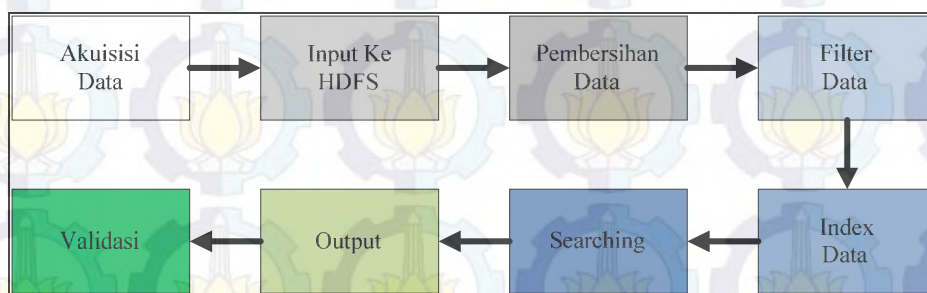 Akuisisi
Data
Input Ke
HDFS
Pembersihan
Data
Filter
Data
Index
Data
Searching
Output
Validasi